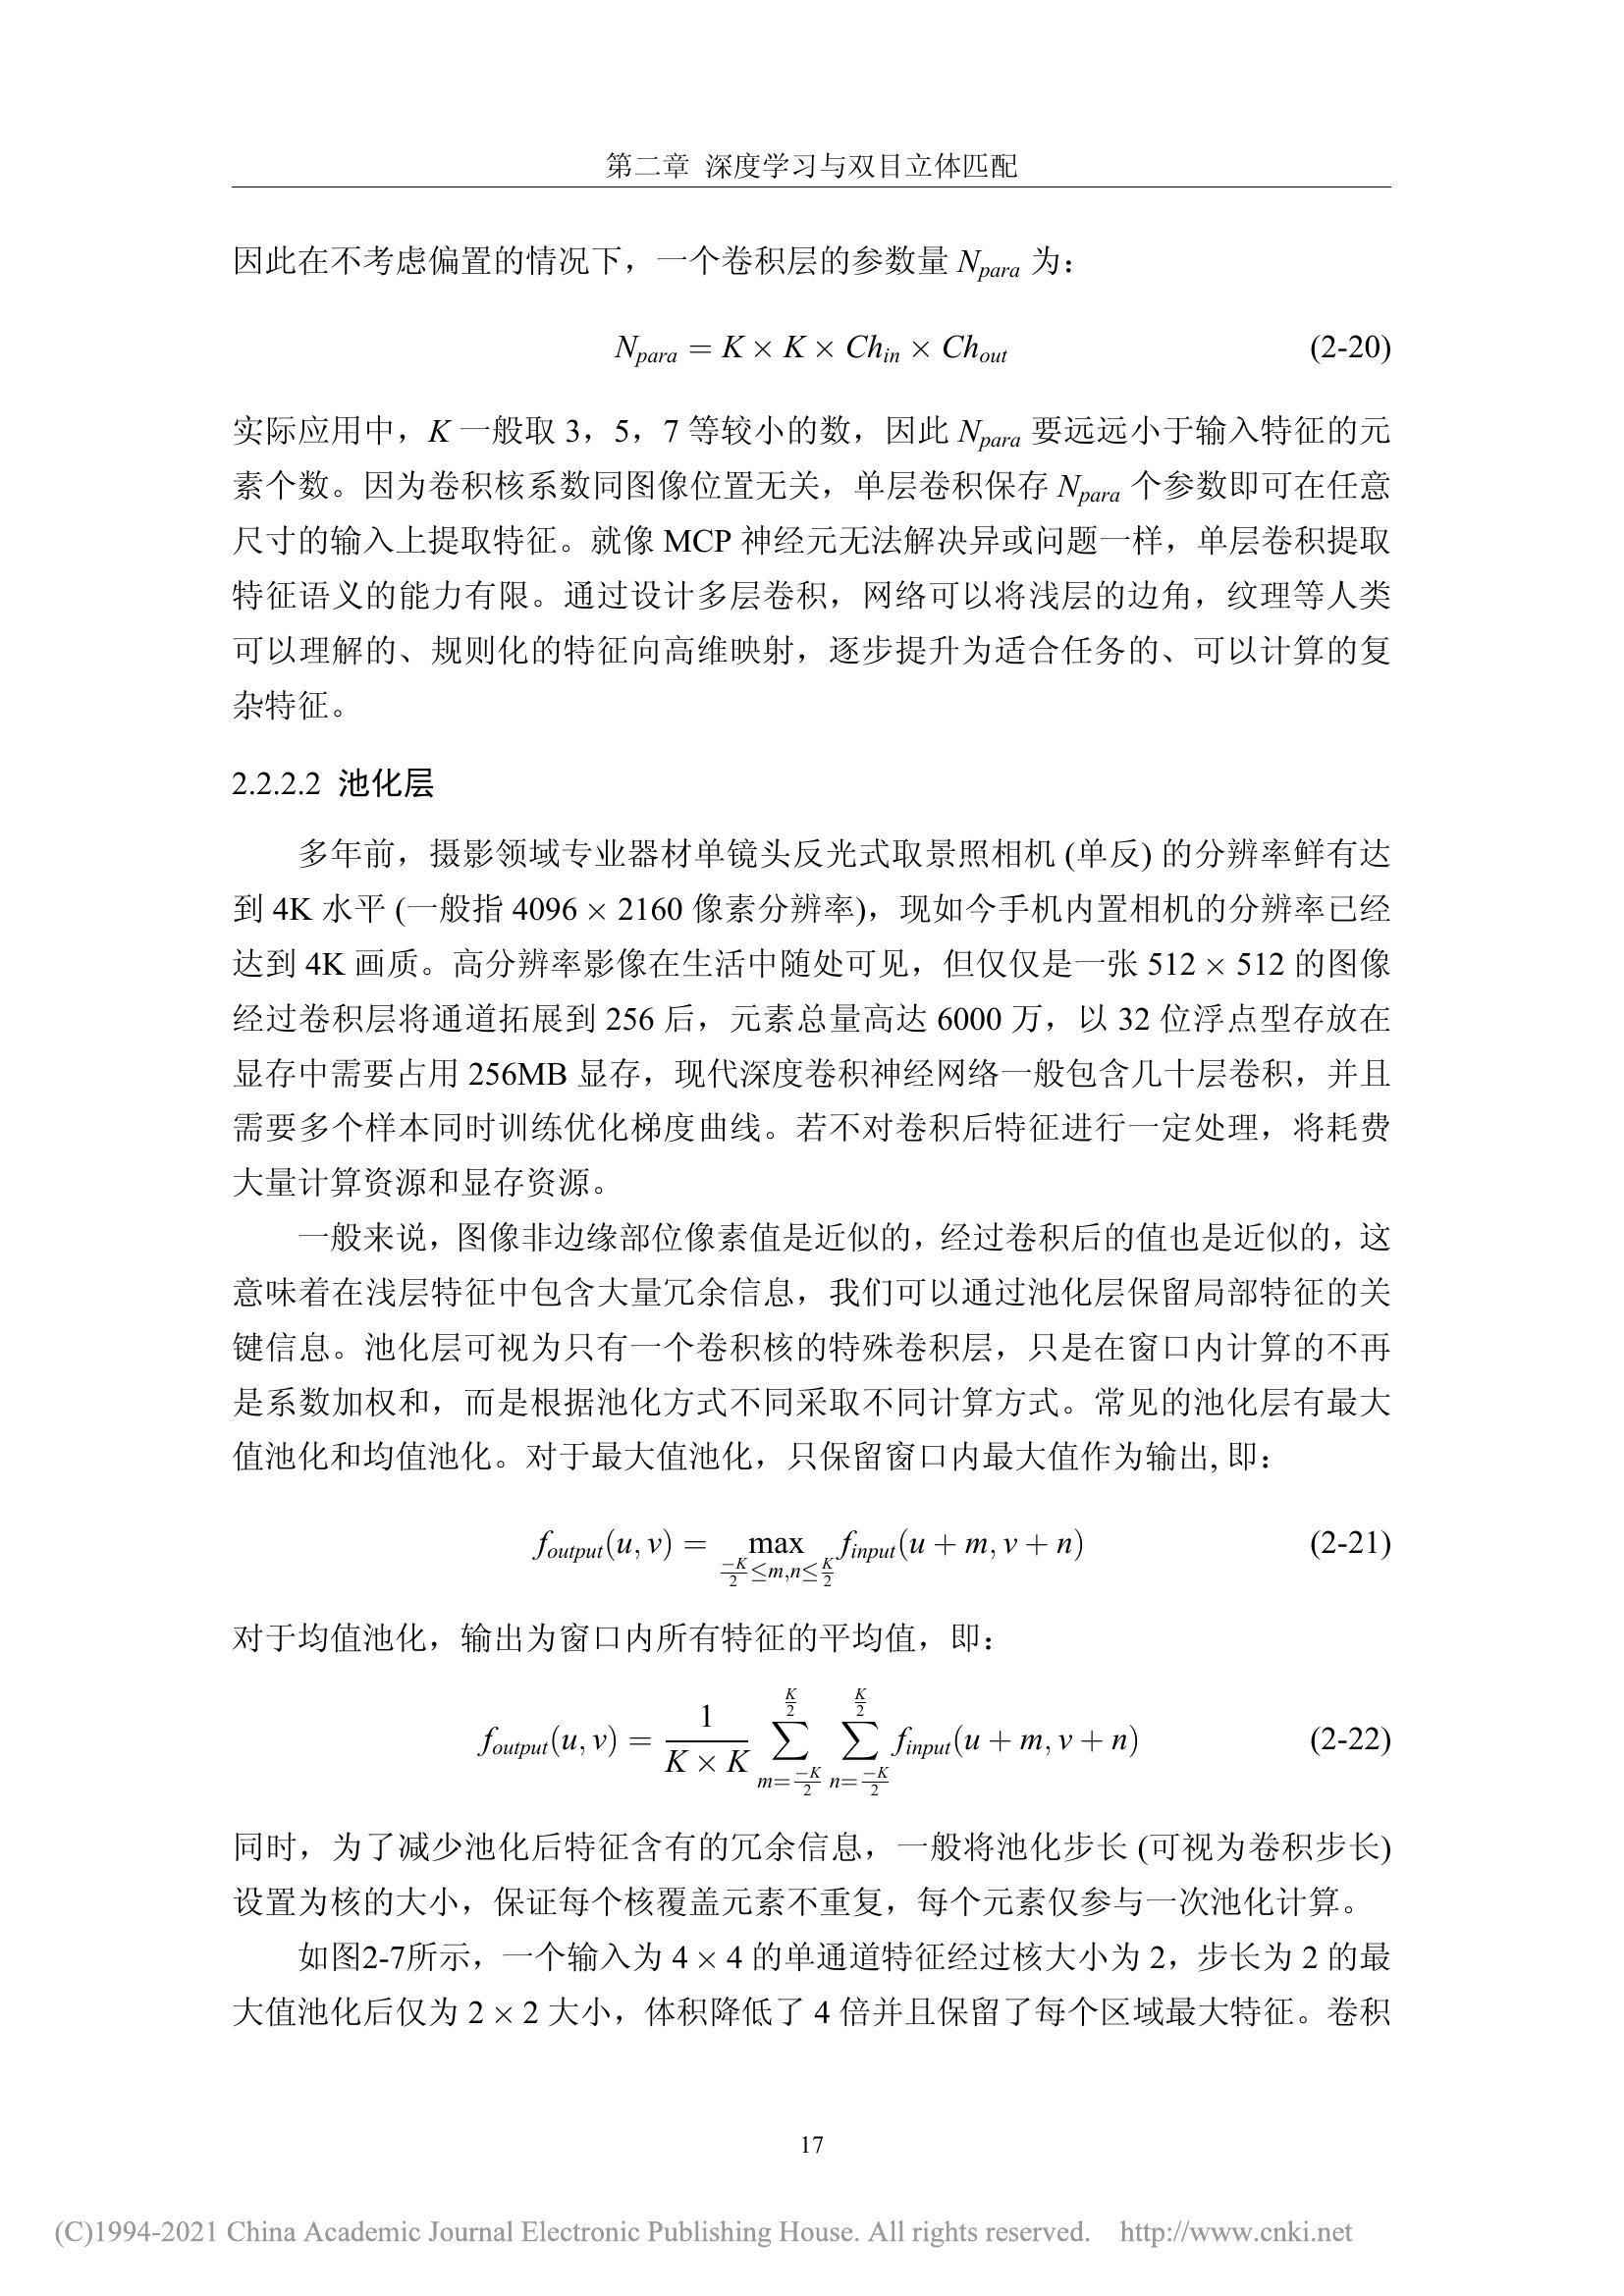 第二章 深度学习与双目立体匹配
因此在不考虑偏置的情况下，一个卷积层的参数量 N_{para} 为：
N_{para} = K × K × Ch_{in} × Ch_{out} (2-20)
实际应用中，K 一般取 3，5，7 等较小的数，因此 N_{para} 要远远小于输入特征的元
素个数。因为卷积核系数同图像位置无关，单层卷积保存 N_{para} 个参数即可在任意
尺寸的输入上提取特征。就像 MCP 神经元无法解决异或问题一样，单层卷积提取
特征语义的能力有限。通过设计多层卷积，网络可以将浅层的边角，纹理等人类
可以理解的、规则化的特征向高维映射，逐步提升为适合任务的、可以计算的复
杂特征。
2.2.2.2 池化层
多年前，摄影领域专业器材单镜头反光式取景照相机 (单反) 的分辨率鲜有达
到 4K 水平 (一般指 4096 × 2160 像素分辨率)，现如今手机内置相机的分辨率已经
达到 4K 画质。高分辨率影像在生活中随处可见，但仅仅是一张 512 × 512 的图像
经过卷积层将通道拓展到 256 后，元素总量高达 6000 万，以 32 位浮点型存放在
显存中需要占用 256MB 显存，现代深度卷积神经网络一般包含几十层卷积，并且
需要多个样本同时训练优化梯度曲线。若不对卷积后特征进行一定处理，将耗费
大量计算资源和显存资源。
一般来说，图像非边缘部位像素值是近似的，经过卷积后的值也是近似的，这
意味着在浅层特征中包含大量冗余信息，我们可以通过池化层保留局部特征的关
键信息。池化层可视为只有一个卷积核的特殊卷积层，只是在窗口内计算的不再
是系数加权和，而是根据池化方式不同采取不同计算方式。常见的池化层有最大
值池化和均值池化。对于最大值池化，只保留窗口内最大值作为输出, 即：
f_{output}(u, v) = \max_{\frac{-K}{2} ≤ m,n ≤ \frac{K}{2}} f_{input}(u + m, v + n) (2-21)
对于均值池化，输出为窗口内所有特征的平均值，即：
f_{output}(u, v) = \frac{1}{K × K} \sum_{m=\frac{-K}{2}}^{\frac{K}{2}} \sum_{n=\frac{-K}{2}}^{\frac{K}{2}} f_{input}(u + m, v + n) (2-22)
同时，为了减少池化后特征含有的冗余信息，一般将池化步长 (可视为卷积步长)
设置为核的大小，保证每个核覆盖元素不重复，每个元素仅参与一次池化计算。
如图2-7所示，一个输入为 4 × 4 的单通道特征经过核大小为 2，步长为 2 的最
大值池化后仅为 2 × 2 大小，体积降低了 4 倍并且保留了每个区域最大特征。卷积
17
(C)1994-2021 China Academic Journal Electronic Publishing House. All rights reserved. http://www.cnki.net